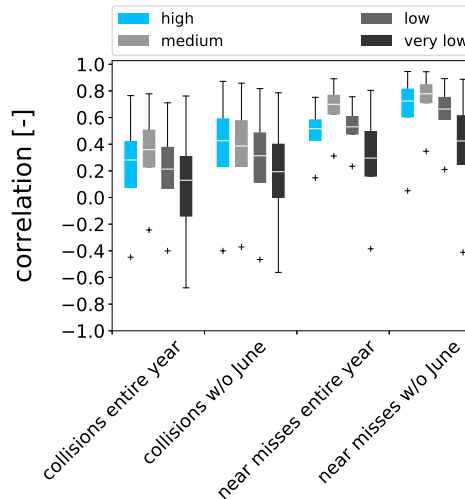 high
medium
low
very low
correlation [-]
1.0
0.8
0.6
0.4
0.2
0.0
−0.2
−0.4
−0.6
−0.8
−1.0
collisions entire year
collisions w/o June
near misses entire year
near misses w/o June